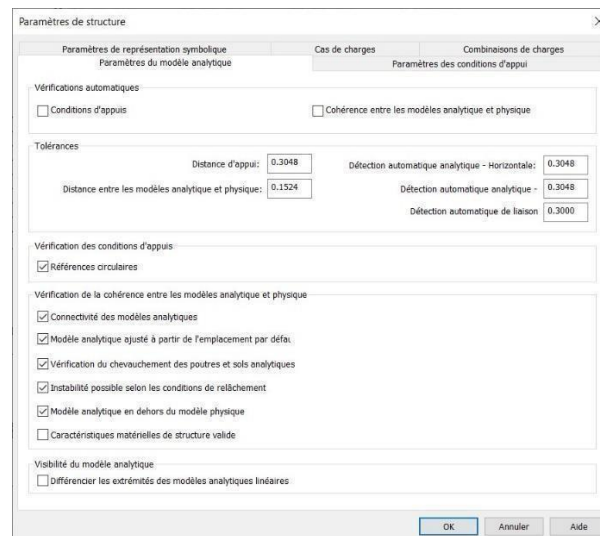 Paramètres de structure
Paramètres de représentation symbolique
Cas de charges
Combinaisons de charges
Paramètres du modèle analytique
Paramètres des conditions d'appui
Vérifications automatiques
Conditions d'appuis
Cohérence entre les modèles analytique et physique
Tolérances
Distance d'appui: 0.3048
Détection automatique analytique - Horizontale: 0.3048
Distance entre les modèles analytique et physique: 0.1524
Détection automatique analytique - 0.3048
Détection automatique de liaison 0.3000
Vérification des conditions d'appuis
Références circulaires
Vérification de la cohérence entre les modèles analytique et physique
Connectivité des modèles analytiques
Modèle analytique ajusté à partir de l'emplacement par défau
Vérification du chevauchement des poutres et sols analytiques
Instabilité possible selon les conditions de relâchement
Modèle analytique en dehors du modèle physique
Caractéristiques matérielles de structure valide
Visibilité du modèle analytique
Différencier les extrémités des modèles analytiques linéaires
OK
Annuler
Aide